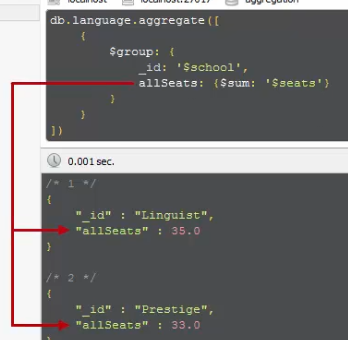 localhost localhost:27017 aggregation
db.language.aggregate([
{
$group: {
_id: '$school',
allSeats: {$sum: '$seats'}
}
}
])
0.001 sec.
/* 1 */
{
"_id" : "Linguist",
"allSeats" : 35.0
}
/* 2 */
{
"_id" : "Prestige",
"allSeats" : 33.0